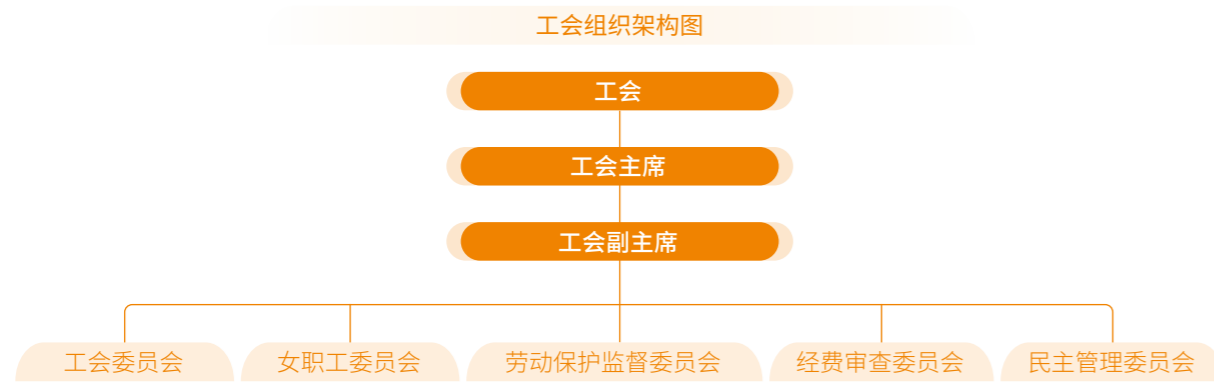 工会组织架构图
工会
工会主席
工会副主席
工会委员会
女职工委员会
劳动保护监督委员会
经费审查委员会
民主管理委员会